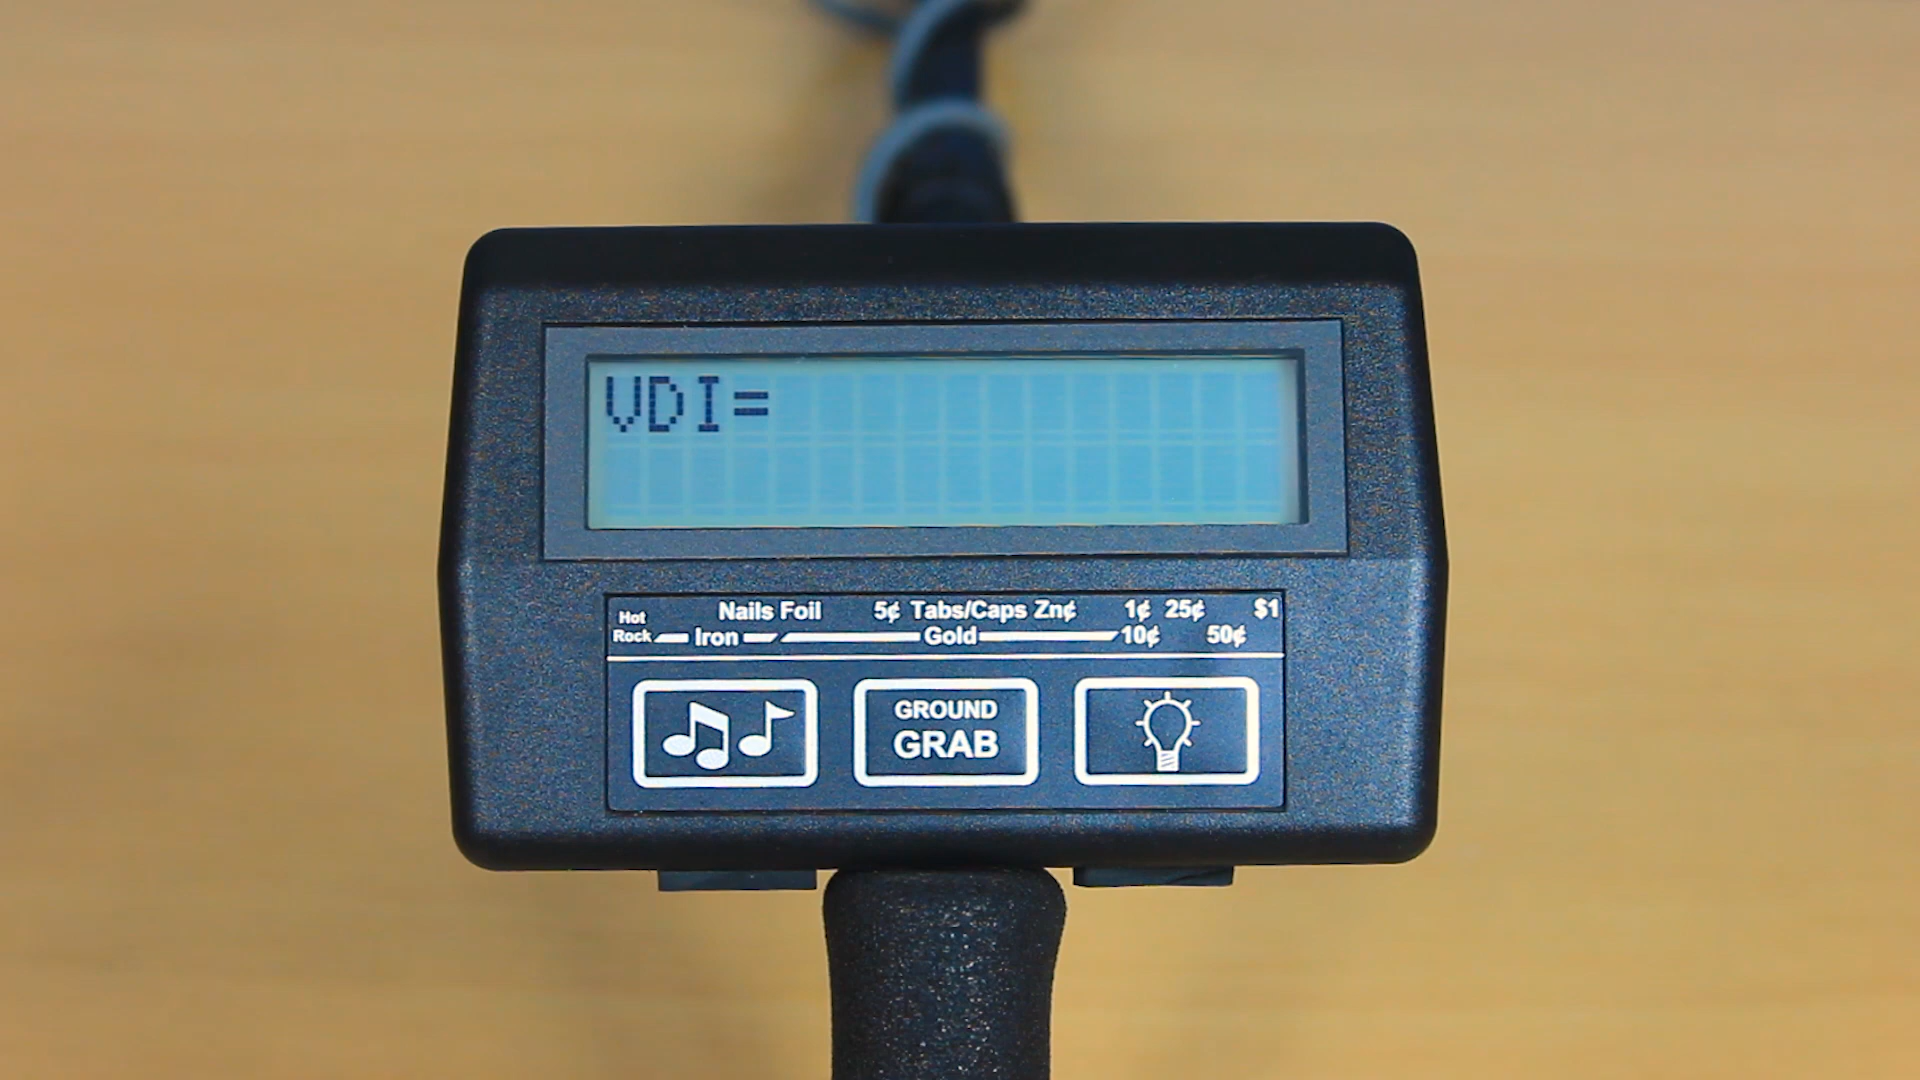 VDI=
Hot Rock Nails Foil 5¢ Tabs/Caps Zn¢ 1¢ 25¢ $1
Iron Gold 10¢ 50¢
GROUND
GRAB